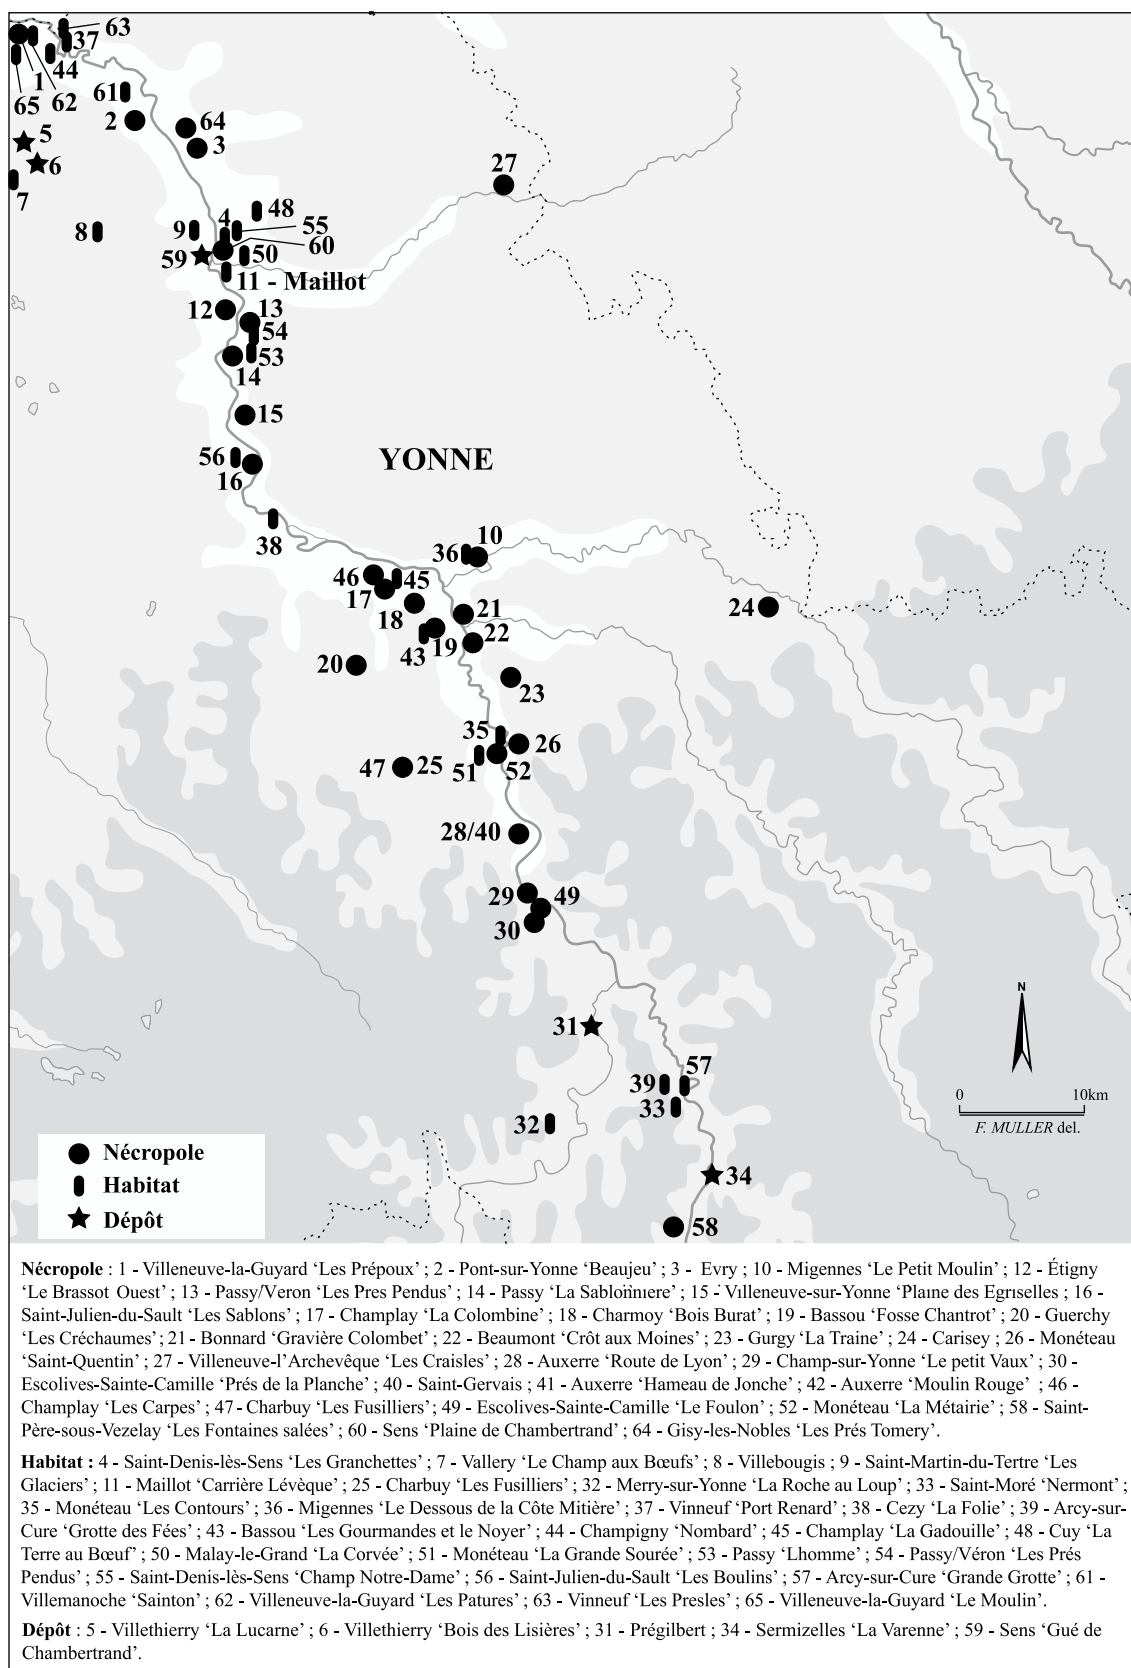 63
37
1
44
65
62
61
2
64
3
5
6
7
27
8
9
4
48
55
60
59
50
11 - Maillot
12
13
54
53
14
15
YONNE
56
16
38
36
10
46
45
17
18
21
24
43
19
22
20
23
35
26
47
25
51
52
28/40
29
49
30
31
57
39
33
32
34
58
N
0
10km
F. MULLER del.
Nécropole
Habitat
Dépôt
Nécropole : 1 - Villeneuve-la-Guyard ‘Les Prépoux’ ; 2 - Pont-sur-Yonne ‘Beaujeu’ ; 3 - Evry ; 10 - Migennes ‘Le Petit Moulin’ ; 12 - Étigny
‘Le Brassot Ouest’ ; 13 - Passy/Veron ‘Les Pres Pendus’ ; 14 - Passy ‘La Sablonnière’ ; 15 - Villeneuve-sur-Yonne ‘Plaine des Egriselles ; 16 -
Saint-Julien-du-Sault ‘Les Sablons’ ; 17 - Champlay ‘La Colombine’ ; 18 - Charmoy ‘Bois Burat’ ; 19 - Bassou ‘Fosse Chantrot’ ; 20 - Guerchy
‘Les Créchaumes’ ; 21 - Bonnard ‘Gravière Colombet’ ; 22 - Beaumont ‘Crôt aux Moines’ ; 23 - Gurgy ‘La Traine’ ; 24 - Carisey ; 26 - Monéteau
‘Saint-Quentin’ ; 27 - Villeneuve-l’Archevêque ‘Les Craisles’ ; 28 - Auxerre ‘Route de Lyon’ ; 29 - Champ-sur-Yonne ‘Le petit Vaux’ ; 30 -
Escolives-Sainte-Camille ‘Prés de la Planche’ ; 40 - Saint-Gervais ; 41 - Auxerre ‘Hameau de Jonche’ ; 42 - Auxerre ‘Moulin Rouge’ ; 46 -
Champlay ‘Les Carpes’ ; 47 - Charbuy ‘Les Fusilliers’ ; 49 - Escolives-Sainte-Camille ‘Le Foulon’ ; 52 - Monéteau ‘La Métairie’ ; 58 - Saint-
Père-sous-Vezelay ‘Les Fontaines salées’ ; 60 - Sens ‘Plaine de Chambertrand’ ; 64 - Gisy-les-Nobles ‘Les Prés Tomery’.
Habitat : 4 - Saint-Denis-lès-Sens ‘Les Granchettes’ ; 7 - Vallery ‘Le Champ aux Bœufs’ ; 8 - Villebougis ; 9 - Saint-Martin-du-Tertre ‘Les
Glaciers’ ; 11 - Maillot ‘Carrière Lévèque’ ; 25 - Charbuy ‘Les Fusilliers’ ; 32 - Merry-sur-Yonne ‘La Roche au Loup’ ; 33 - Saint-Moré ‘Nermont’ ;
35 - Monéteau ‘Les Contours’ ; 36 - Migennes ‘Le Dessous de la Côte Mitière’ ; 37 - Vinneuf ‘Port Renard’ ; 38 - Cezy ‘La Folie’ ; 39 - Arcy-sur-
Cure ‘Grotte des Fées’ ; 43 - Bassou ‘Les Gourmandes et le Noyer’ ; 44 - Champigny ‘Nombard’ ; 45 - Champlay ‘La Gadouille’ ; 48 - Cuy ‘La
Terre au Bœuf’ ; 50 - Malay-le-Grand ‘La Corvée’ ; 51 - Monéteau ‘La Grande Sourée’ ; 53 - Passy ‘Lhomme’ ; 54 - Passy/Véron ‘Les Prés
Pendus’ ; 55 - Saint-Denis-lès-Sens ‘Champ Notre-Dame’ ; 56 - Saint-Julien-du-Sault ‘Les Boulins’ ; 57 - Arcy-sur-Cure ‘Grande Grotte’ ; 61 -
Villemanoche ‘Sainton’ ; 62 - Villeneuve-la-Guyard ‘Les Patures’ ; 63 - Vinneuf ‘Les Presles’ ; 65 - Villeneuve-la-Guyard ‘Le Moulin’.
Dépôt : 5 - Villethierry ‘La Lucarne’ ; 6 - Villethierry ‘Bois des Lisières’ ; 31 - Prégilbert ; 34 - Sermizelles ‘La Varenne’ ; 59 - Sens ‘Gué de
Chambertrand’.